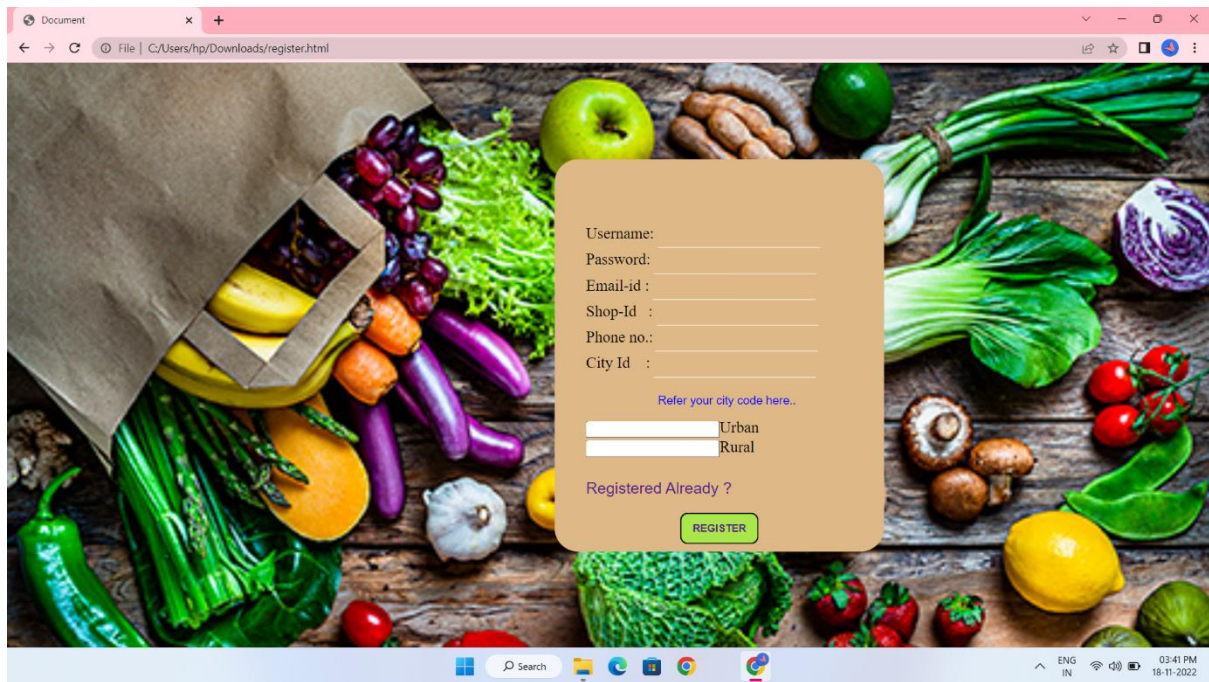 Document
File | C:/Users/hp/Downloads/register.html
Username:
Password:
Email-id :
Shop-Id :
Phone no.:
City Id :
Refer your city code here..
Urban
Rural
Registered Already ?
REGISTER
Search
ENG
IN
03:41 PM
18-11-2022